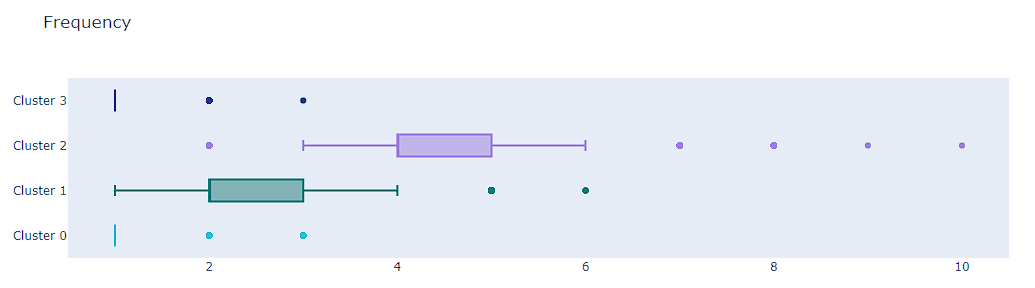 Frequency
Cluster 3
Cluster 2
Cluster 1
Cluster 0
2 4 6 8 10